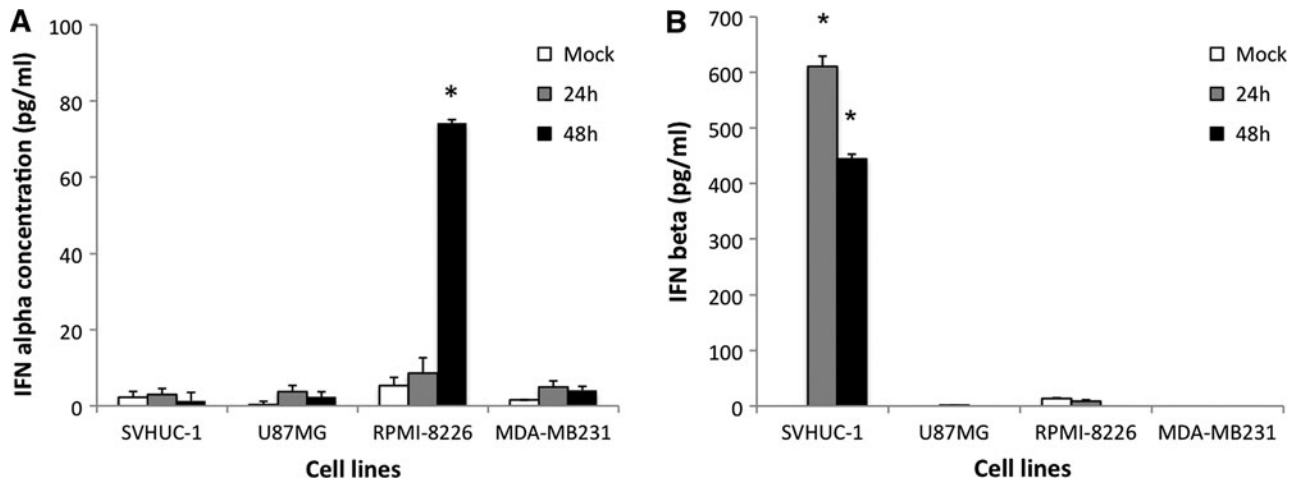 A
IFN alpha concentration (pg/ml)
100
80
60
40
20
0
*
Mock
24h
48h
SVHUC-1 U87MG RPMI-8226 MDA-MB231
Cell lines
B
IFN beta (pg/ml)
700
600
500
400
300
200
100
0
*
*
Mock
24h
48h
SVHUC-1 U87MG RPMI-8226 MDA-MB231
Cell lines